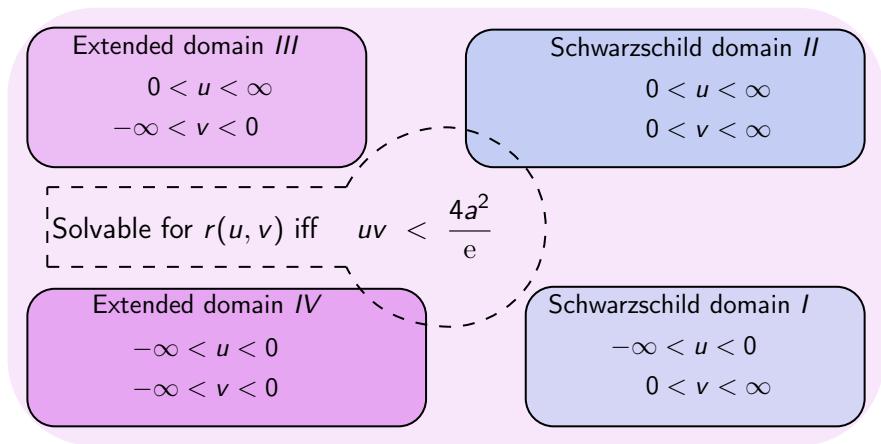 Extended domain III
0 < u < ∞
−∞ < v < 0
Schwarzschild domain II
0 < u < ∞
0 < v < ∞
Solvable for r(u, v) iff uv < 4a²/e
Extended domain IV
−∞ < u < 0
−∞ < v < 0
Schwarzschild domain I
−∞ < u < 0
0 < v < ∞